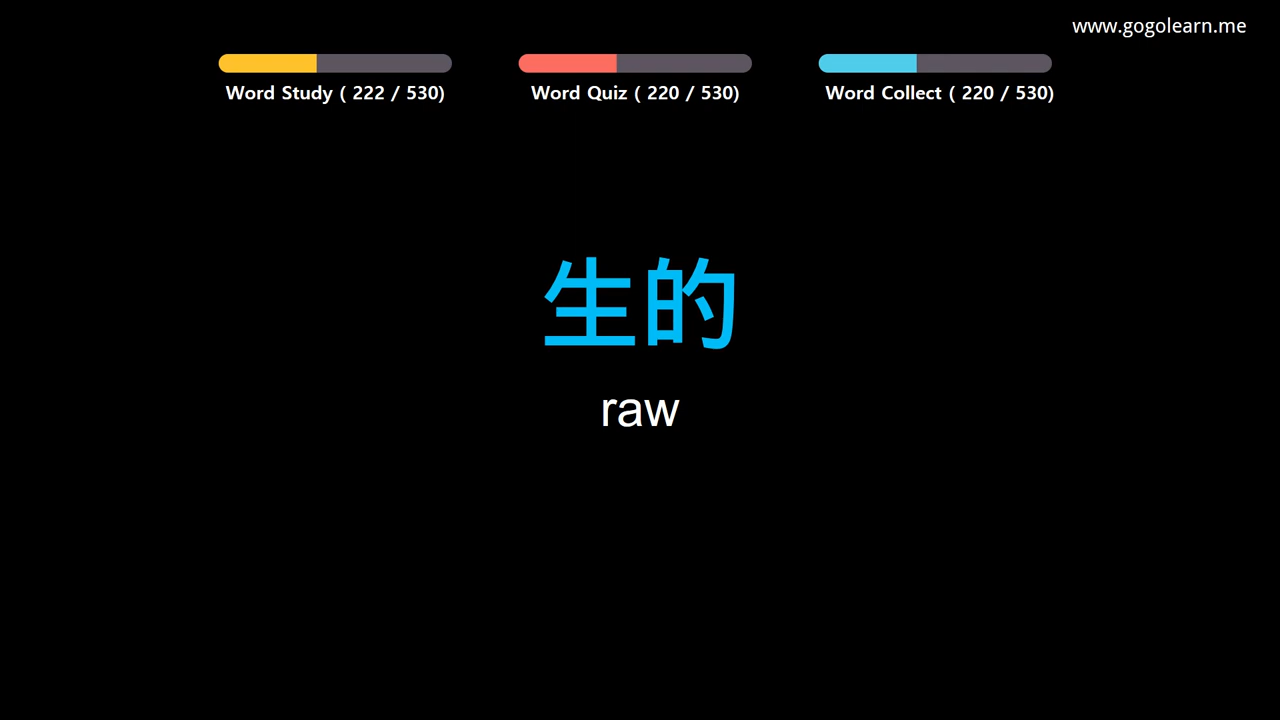 www.gogolearn.me
Word Study ( 222 / 530)
Word Quiz ( 220 / 530)
Word Collect ( 220 / 530)
生的
raw